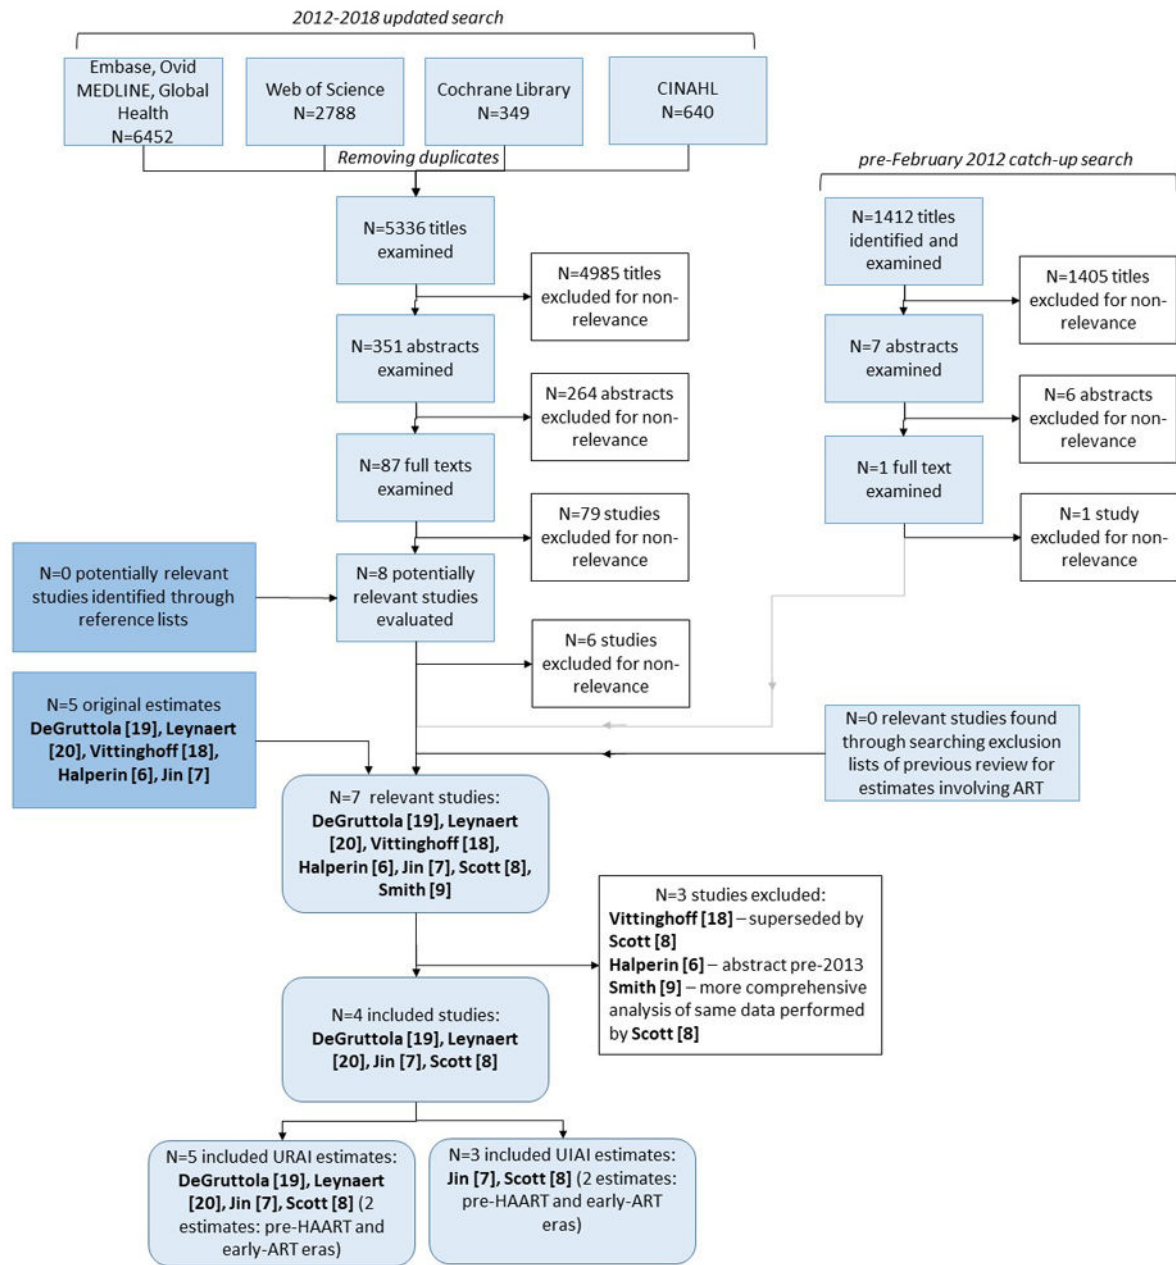 2012-2018 updated search
Embase, Ovid
MEDLINE, Global
Health
N=6452
Web of Science
N=2788
Cochrane Library
N=349
CINAHL
N=640
Removing duplicates
N=5336 titles
examined
N=4985 titles
excluded for non-
relevance
N=351 abstracts
examined
N=264 abstracts
excluded for non-
relevance
N=87 full texts
examined
N=79 studies
excluded for non-
relevance
N=0 potentially relevant
studies identified through
reference lists
N=8 potentially
relevant studies
evaluated
N=6 studies
excluded for non-
relevance
pre-February 2012 catch-up search
N=1412 titles
identified and
examined
N=1405 titles
excluded for non-
relevance
N=7 abstracts
examined
N=6 abstracts
excluded for non-
relevance
N=1 full text
examined
N=1 study
excluded for non-
relevance
N=5 original estimates
DeGruttola [19], Leynaert
[20], Vittinghoff [18],
Halperin [6], Jin [7]
N=0 relevant studies found
through searching exclusion
lists of previous review for
estimates involving ART
N=7 relevant studies:
DeGruttola [19], Leynaert
[20], Vittinghoff [18],
Halperin [6], Jin [7], Scott [8],
Smith [9]
N=3 studies excluded:
Vittinghoff [18] – superseded by
Scott [8]
Halperin [6] – abstract pre-2013
Smith [9] – more comprehensive
analysis of same data performed
by Scott [8]
N=4 included studies:
DeGruttola [19], Leynaert
[20], Jin [7], Scott [8]
N=5 included URAI estimates:
DeGruttola [19], Leynaert
[20], Jin [7], Scott [8] (2
estimates: pre-HAART and
early-ART eras)
N=3 included UIAI estimates:
Jin [7], Scott [8] (2 estimates:
pre-HAART and early-ART
eras)